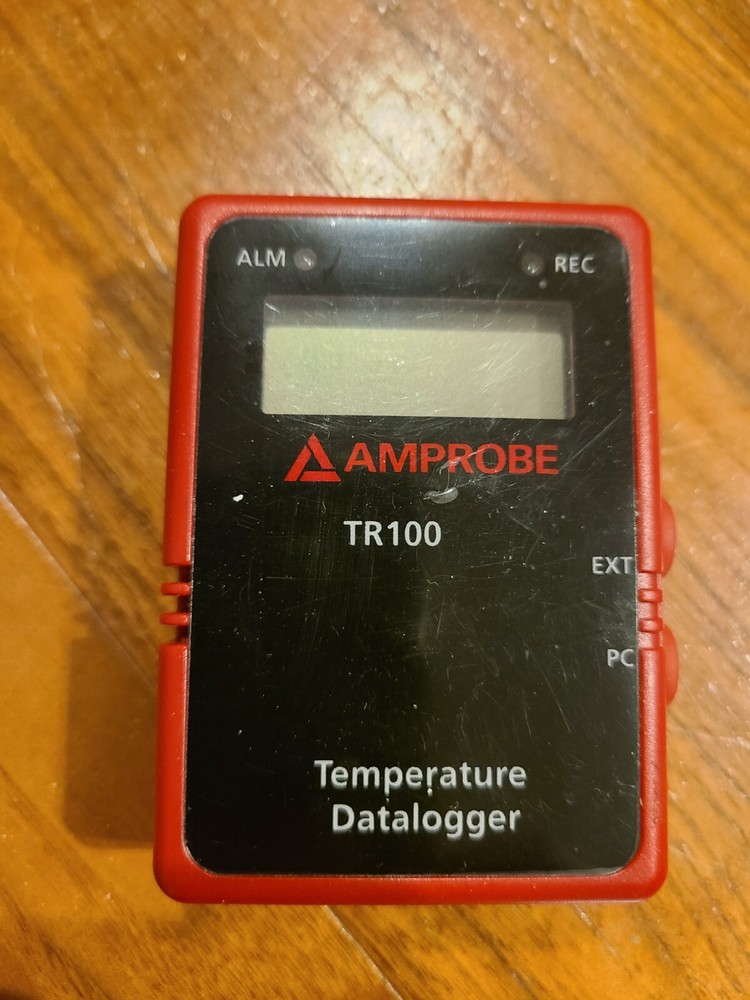 ALM REC
AMPROBE
TR100
EXT
PC
Temperature
Datalogger